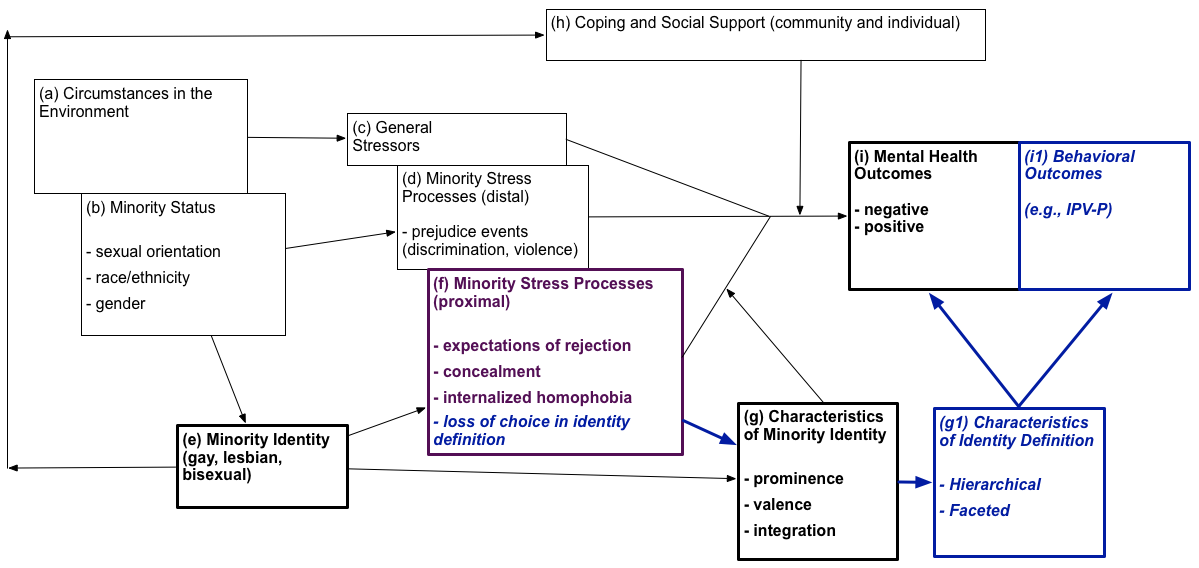 (h) Coping and Social Support (community and individual)
(a) Circumstances in the
Environment
(c) General
Stressors
(i) Mental Health
Outcomes
- negative
- positive
(i1) Behavioral
Outcomes
(e.g., IPV-P)
(d) Minority Stress
Processes (distal)
- prejudice events
(discrimination, violence)
(b) Minority Status
- sexual orientation
- race/ethnicity
- gender
(f) Minority Stress Processes
(proximal)
- expectations of rejection
- concealment
- internalized homophobia
- loss of choice in identity
definition
(e) Minority Identity
(gay, lesbian,
bisexual)
(g) Characteristics
of Minority Identity
- prominence
- valence
- integration
(g1) Characteristics
of Identity Definition
- Hierarchical
- Faceted